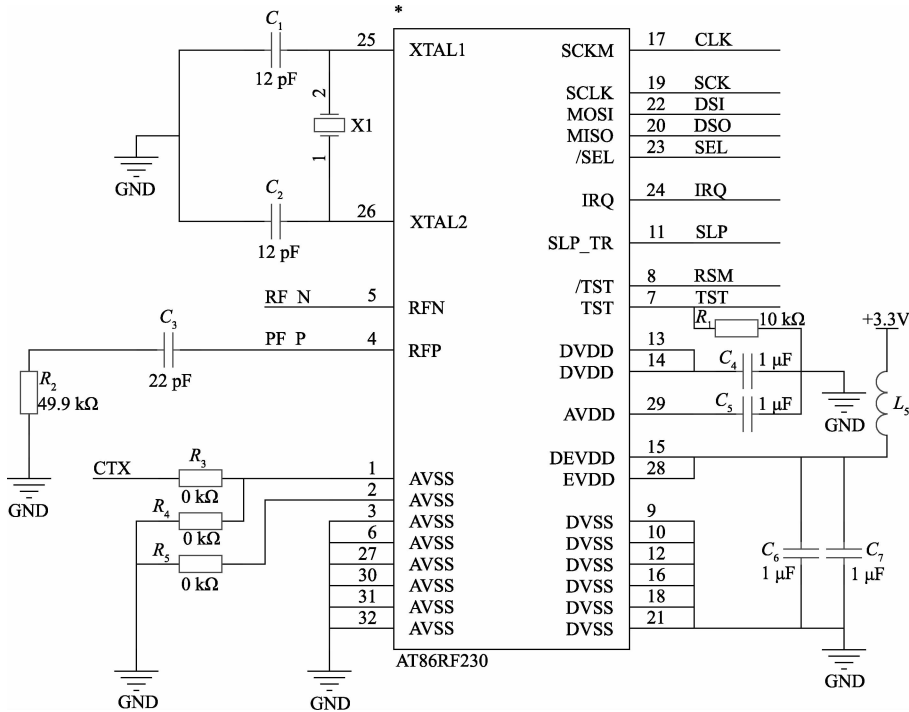 *
C1
12 pF
25
XTAL1
2
X1
1
GND
C2
12 pF
26
XTAL2
RF N
5
RFN
C3
22 pF
PF P
4
RFP
R2
49.9 kΩ
GND
CTX
R3
0 kΩ
1
AVSS
2
AVSS
R4
0 kΩ
3
AVSS
6
AVSS
R5
0 kΩ
27
AVSS
30
AVSS
31
AVSS
32
AVSS
GND
GND
AT86RF230
SCKM
17
CLK
SCLK
19
SCK
MOSI
22
DSI
MISO
20
DSO
/SEL
23
SEL
IRQ
24
IRQ
SLP_TR
11
SLP
/TST
8
RSM
TST
7
TST
R1
10 kΩ
DVDD
13
DVDD
14
C4
1 μF
AVDD
29
C5
1 μF
GND
+3.3V
L5
DEVDD
15
EVDD
28
DVSS
9
DVSS
10
DVSS
12
DVSS
16
DVSS
18
DVSS
21
C6
1 μF
C7
1 μF
GND